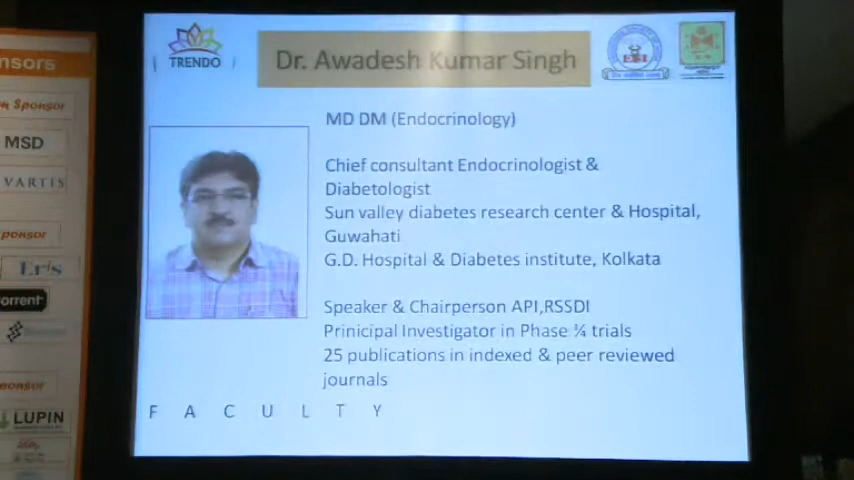 nsors
m Sponsor
MSD
VARTIS
ponsor
Eris
orrent
ponsor
LUPIN
TRENDO
Dr. Awadesh Kumar Singh
ESI
MD DM (Endocrinology)
Chief consultant Endocrinologist &
Diabetologist
Sun valley diabetes research center & Hospital,
Guwahati
G.D. Hospital & Diabetes institute, Kolkata
Speaker & Chairperson API,RSSDI
Prinicipal Investigator in Phase ¾ trials
25 publications in indexed & peer reviewed
journals
F A C U L T Y